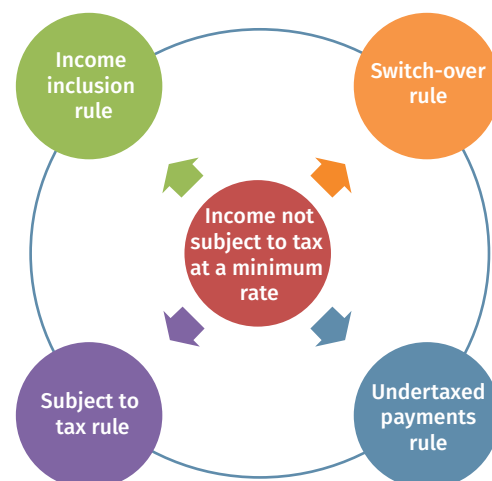 Income
inclusion
rule
Switch-over
rule
Income not
subject to tax
at a minimum
rate
Subject to
tax rule
Undertaxed
payments
rule